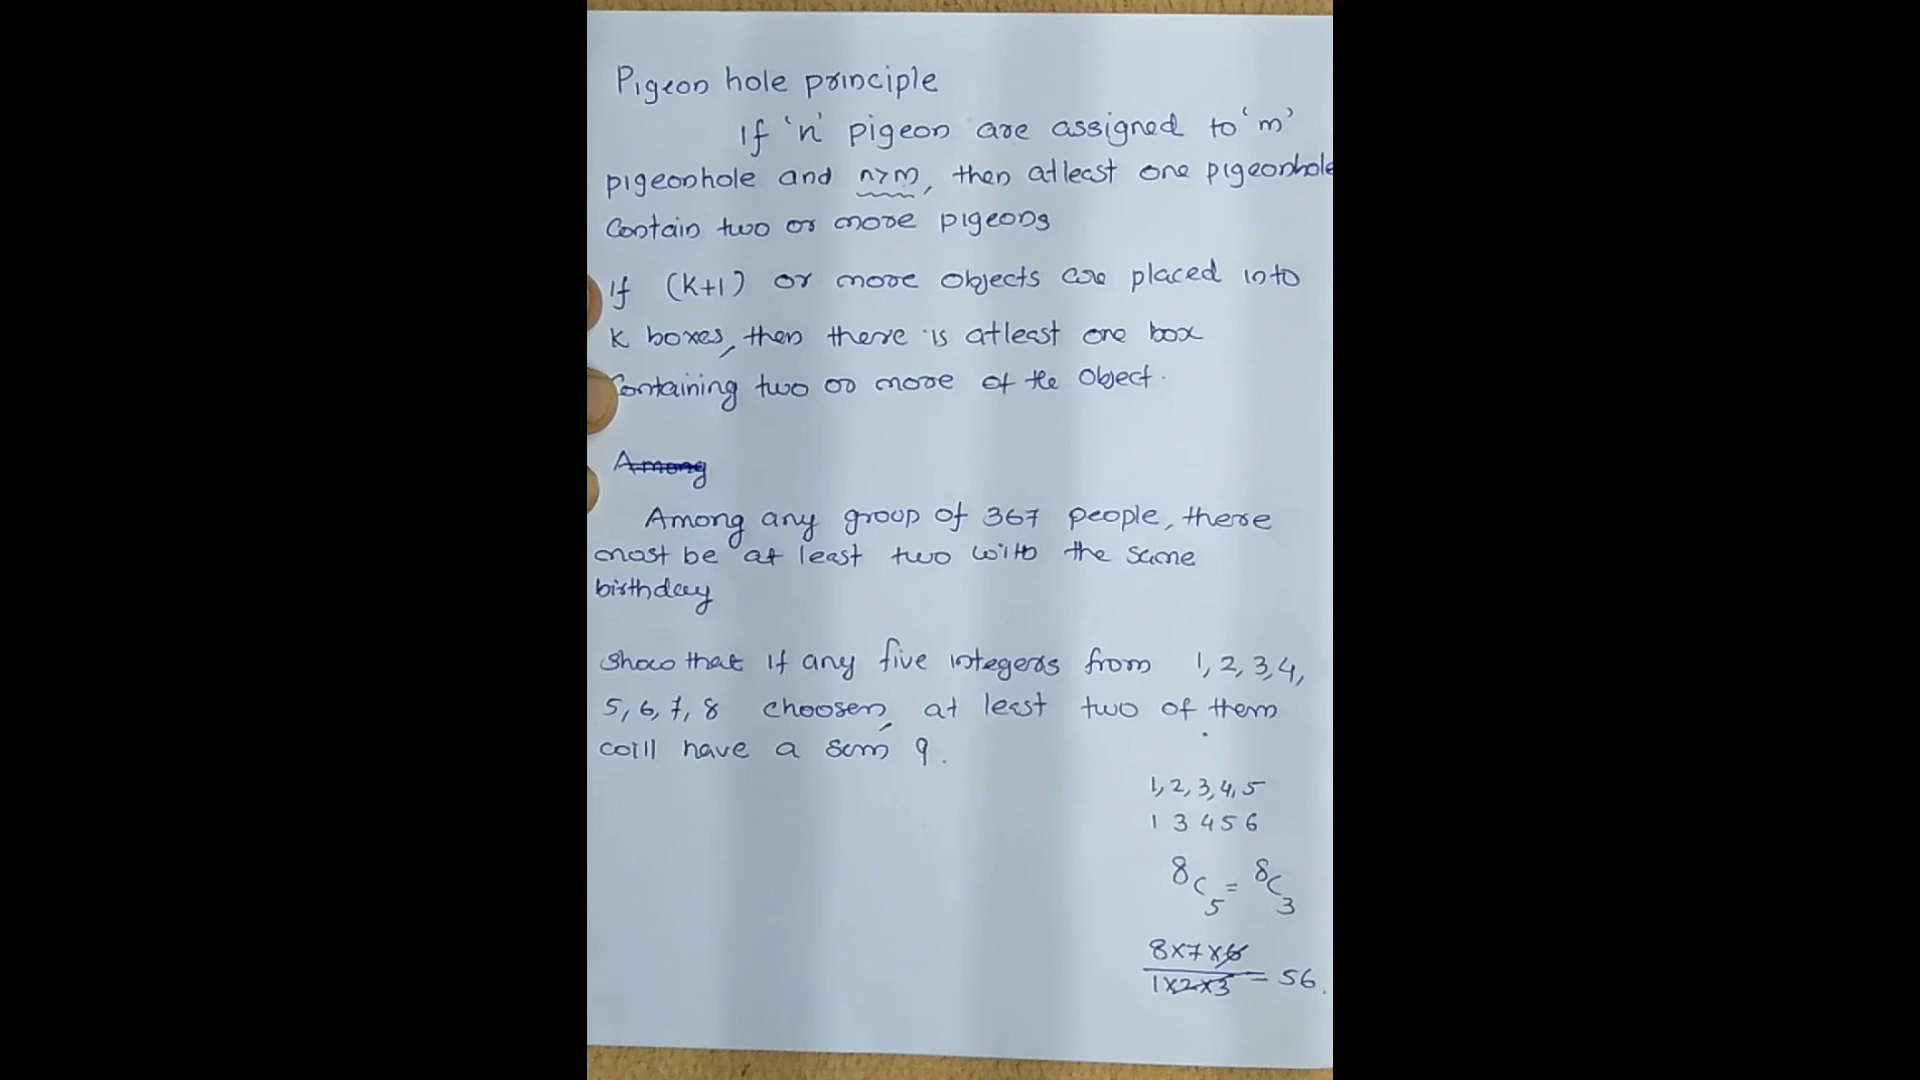 Pigeon hole principle
If 'n' pigeon are assigned to 'm'
pigeonhole and n>m, then atleast one pigeonhole
Contain two or more pigeons
If (K+1) or more objects are placed into
K boxes, then there is atleast one box
Containing two or more of the Object.
Among
Among any group of 367 people, there
must be at least two with the same
birthday
Show that if any five integers from 1, 2, 3, 4,
5, 6, 7, 8 choosen, at least two of them
will have a sum 9.
1, 2, 3, 4, 5
1 3 4 5 6
8C5 = 8C3
8×7×6
1×2×3 = 56.